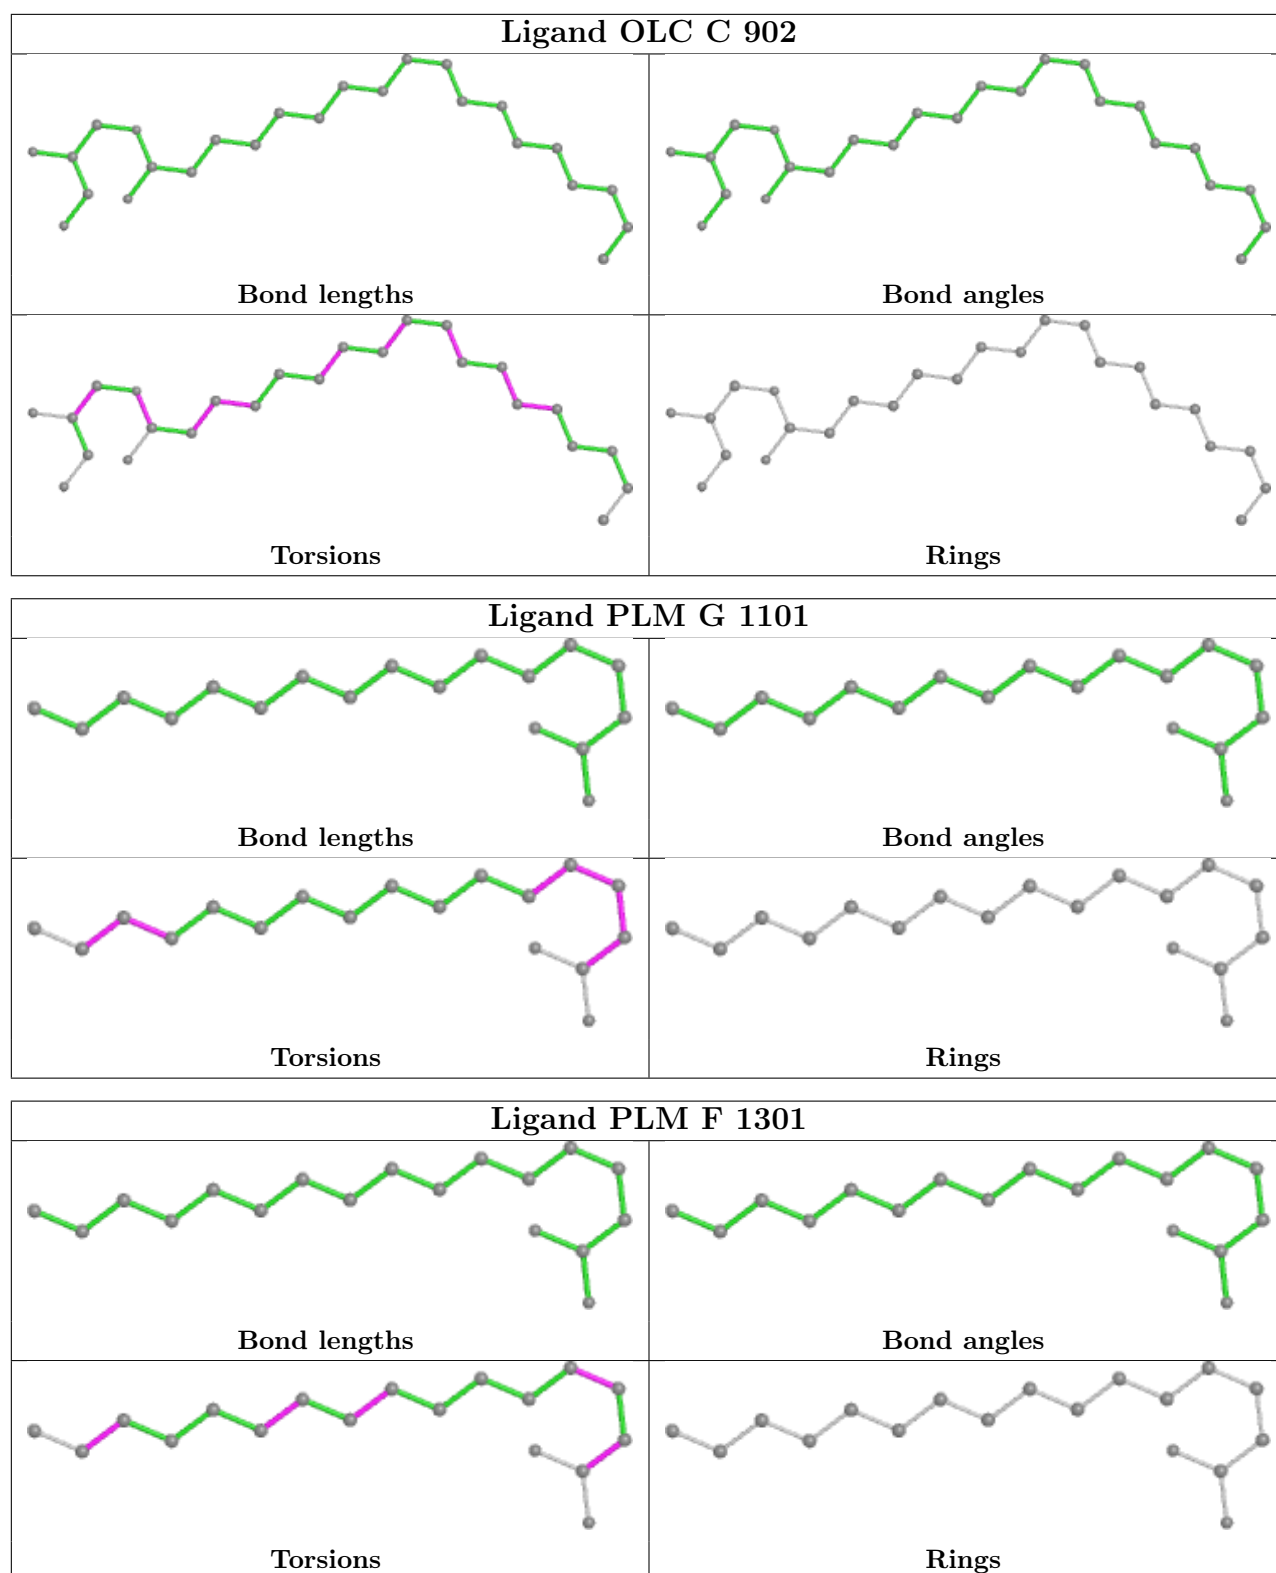 Ligand OLC C 902
Bond lengths
Bond angles
Torsions
Rings
Ligand PLM G 1101
Bond lengths
Bond angles
Torsions
Rings
Ligand PLM F 1301
Bond lengths
Bond angles
Torsions
Rings